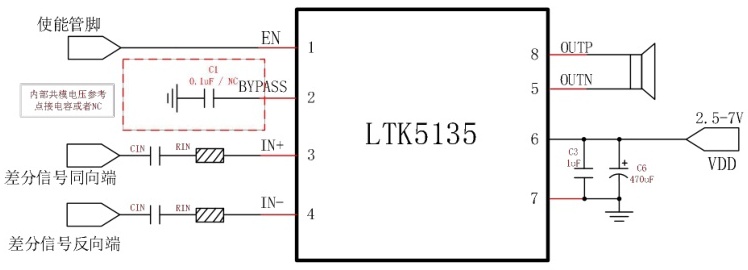 使能管脚
EN
1
C1
0.1uF / NC
BYPASS
2
内部共模电压参考
点接电容或者NC
CIN
RIN
IN+
3
差分信号同向端
CIN
RIN
IN-
4
差分信号反向端
LTK5135
8
OUTP
5
OUTN
6
2.5-7V
VDD
C3
1uF
+
C6
470uF
7